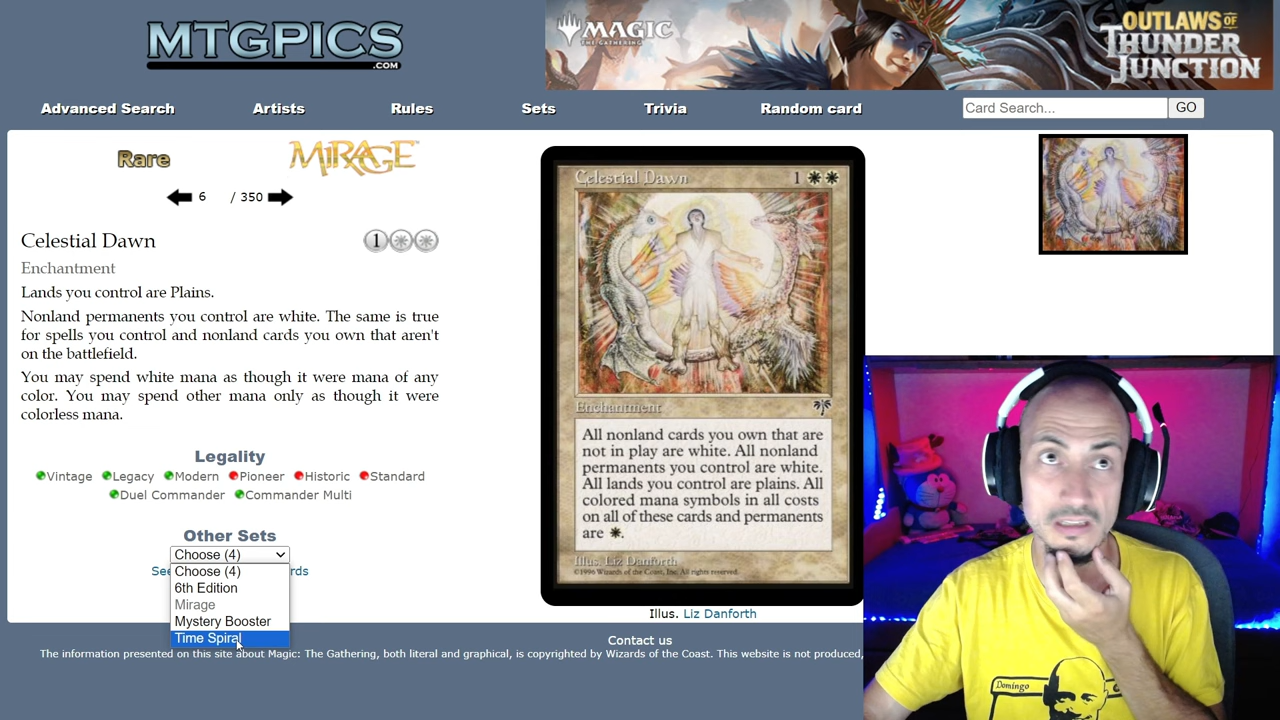 MTGPICS
.COM
MAGIC
THE GATHERING
OUTLAWS OF
THUNDER
JUNCTION
Advanced Search
Artists
Rules
Sets
Trivia
Random card
Card Search...
GO
Rare
MIRAGE
6 / 350
Celestial Dawn
1
Enchantment
Lands you control are Plains.
Nonland permanents you control are white. The same is true
for spells you control and nonland cards you own that aren't
on the battlefield.
You may spend white mana as though it were mana of any
color. You may spend other mana only as though it were
colorless mana.
Legality
Vintage Legacy Modern Pioneer Historic Standard
Duel Commander Commander Multi
Other Sets
Choose (4)
Choose (4)
6th Edition
Mirage
Mystery Booster
Time Spiral
Celestial Dawn 1
Enchantment
All nonland cards you own that are
not in play are white. All nonland
permanents you control are white.
All lands you control are plains. All
colored mana symbols in all costs
on all of these cards and permanents
are .
Illus. Liz Danforth
©1996 Wizards of the Coast, Inc. All rights reserved.
Illus. Liz Danforth
Contact us
The information presented on this site about Magic: The Gathering, both literal and graphical, is copyrighted by Wizards of the Coast. This website is not produced,
Domingo